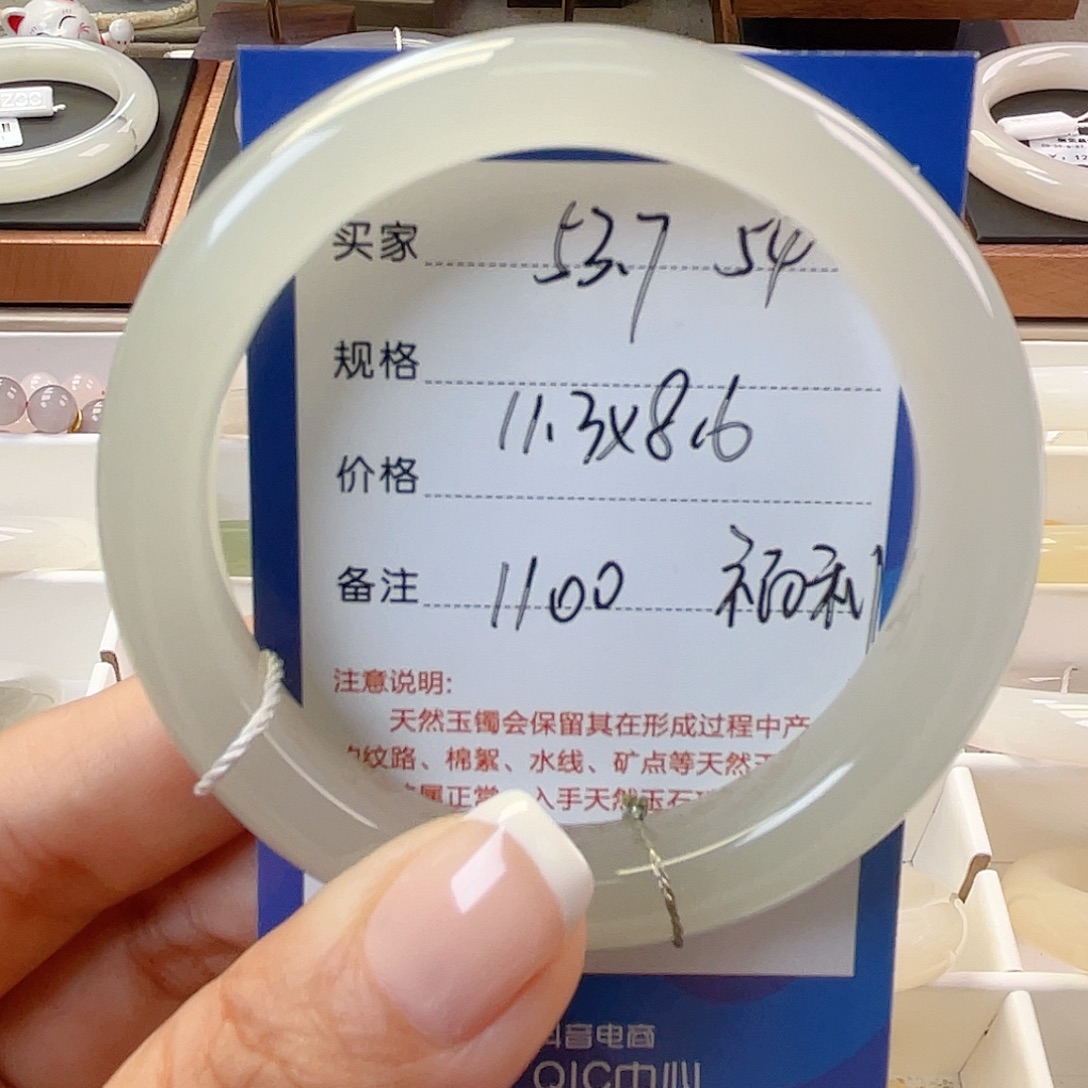 买家 53.7 54
规格
11.3x8.6
价格
备注 1100 福利
注意说明:
天然玉镯会保留其在形成过程中产
纹路、棉絮、水线、矿点等天然
属正常 入手天然玉石
音电商
QIC中心